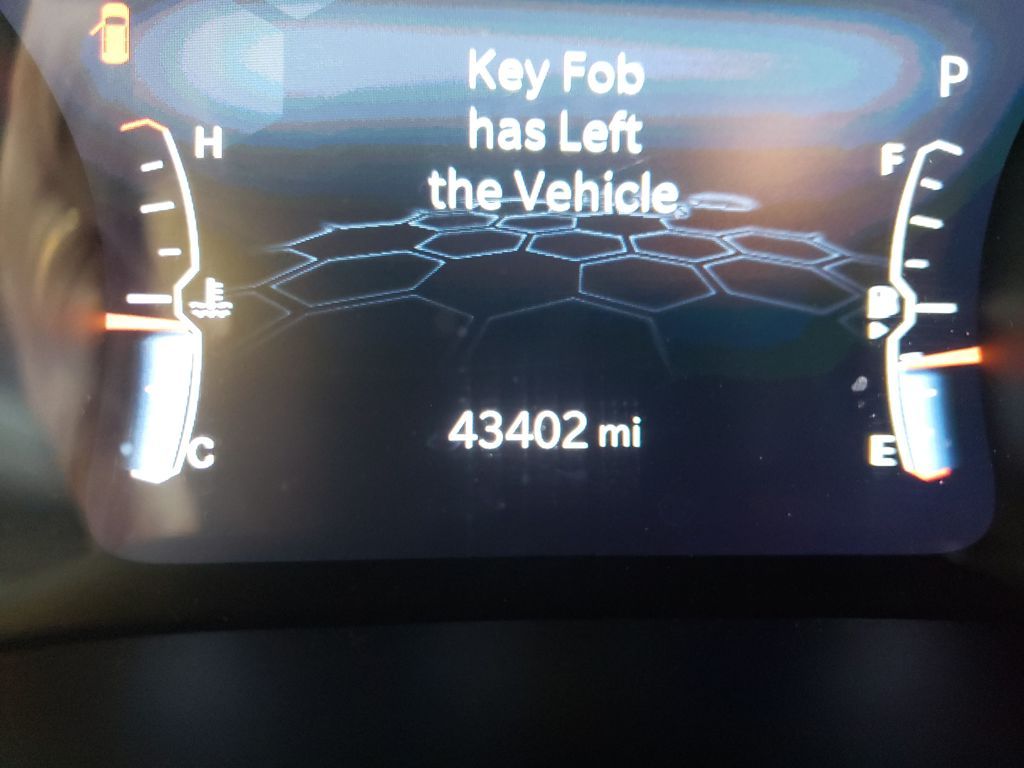 Key Fob
has Left
the Vehicle
P
H
F
43402 mi
C
E